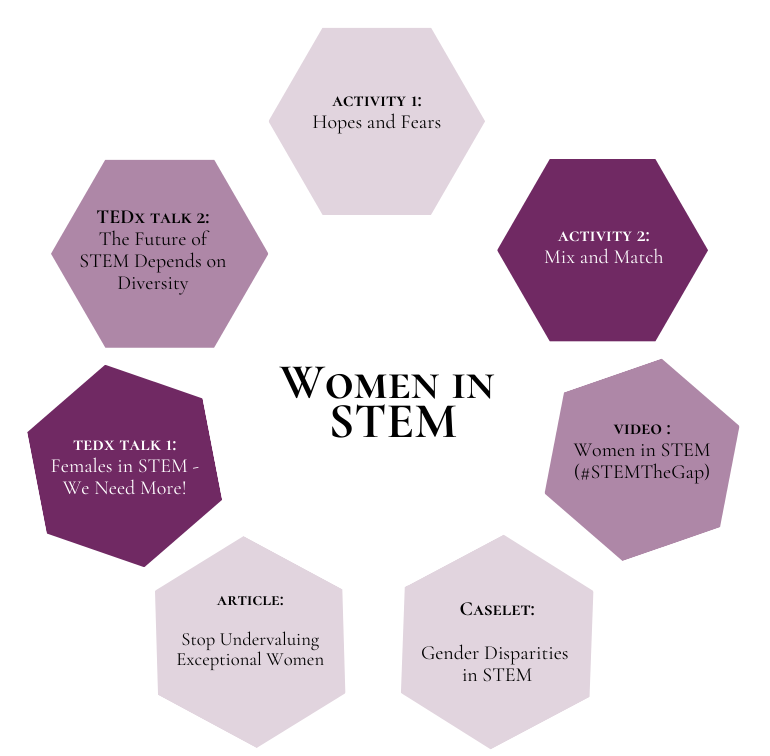 ACTIVITY 1:
Hopes and Fears
ACTIVITY 2:
Mix and Match
VIDEO :
Women in STEM
(#STEMTheGap)
Caselet:
Gender Disparities
in STEM
ARTICLE:
Stop Undervaluing
Exceptional Women
TEDX TALK 1:
Females in STEM -
We Need More!
TEDx TALK 2:
The Future of
STEM Depends on
Diversity
Women in
STEM